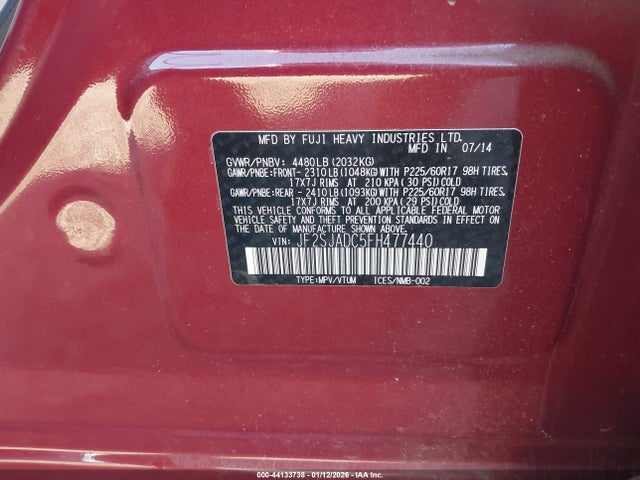 MFD BY FUJI HEAVY INDUSTRIES LTD.
MFD IN 07/14
GVWR/PNBV: 4480LB (2032KG)
GAWR/PNBE:FRONT- 2310LB (1048KG) WITH P225/60R17 98H TIRES,
17X7J RIMS AT 210 KPA (30 PSI) COLD
GAWR/PNBE:REAR - 2410LB (1093KG) WITH P225/60R17 98H TIRES,
17X7J RIMS AT 200 KPA (29 PSI) COLD
THIS VEHICLE CONFORMS TO ALL APPLICABLE FEDERAL MOTOR
VEHICLE SAFETY AND THEFT PREVENTION STANDARDS IN EFFECT ON
THE DATE OF MANUFACTURE SHOWN ABOVE.
VIN: JF2SJADC5FH477440
TYPE:MPV/VTUM ICES/NMB-002
000-44133738 - 01/12/2026 - IAA Inc.